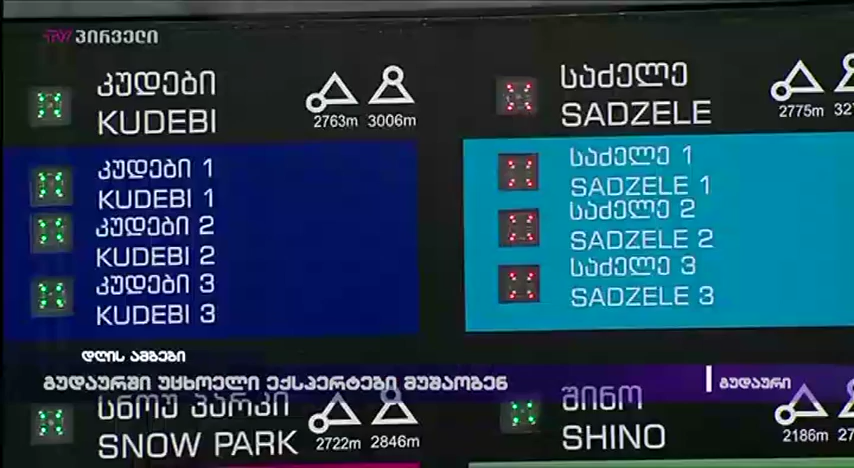 TV პირველი
კუდები
KUDEBI
2763m 3006m
კუდები 1
KUDEBI 1
კუდები 2
KUDEBI 2
კუდები 3
KUDEBI 3
საძელე
SADZELE
2775m
საძელე 1
SADZELE 1
საძელე 2
SADZELE 2
საძელე 3
SADZELE 3
დღის ამბები
გუდაურში უცხოელი ექსპერტები მუშაობენ
გუდაური
სნოუ პარკი
SNOW PARK
2722m 2846m
შინო
SHINO
2186m